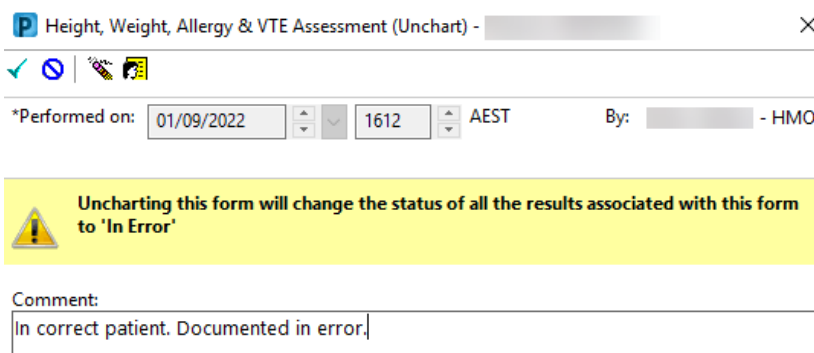 P Height, Weight, Allergy & VTE Assessment (Unchart) -
*Performed on: 01/09/2022 1612 AEST By: - HMO
Uncharting this form will change the status of all the results associated with this form
to 'In Error'
Comment:
In correct patient. Documented in error.